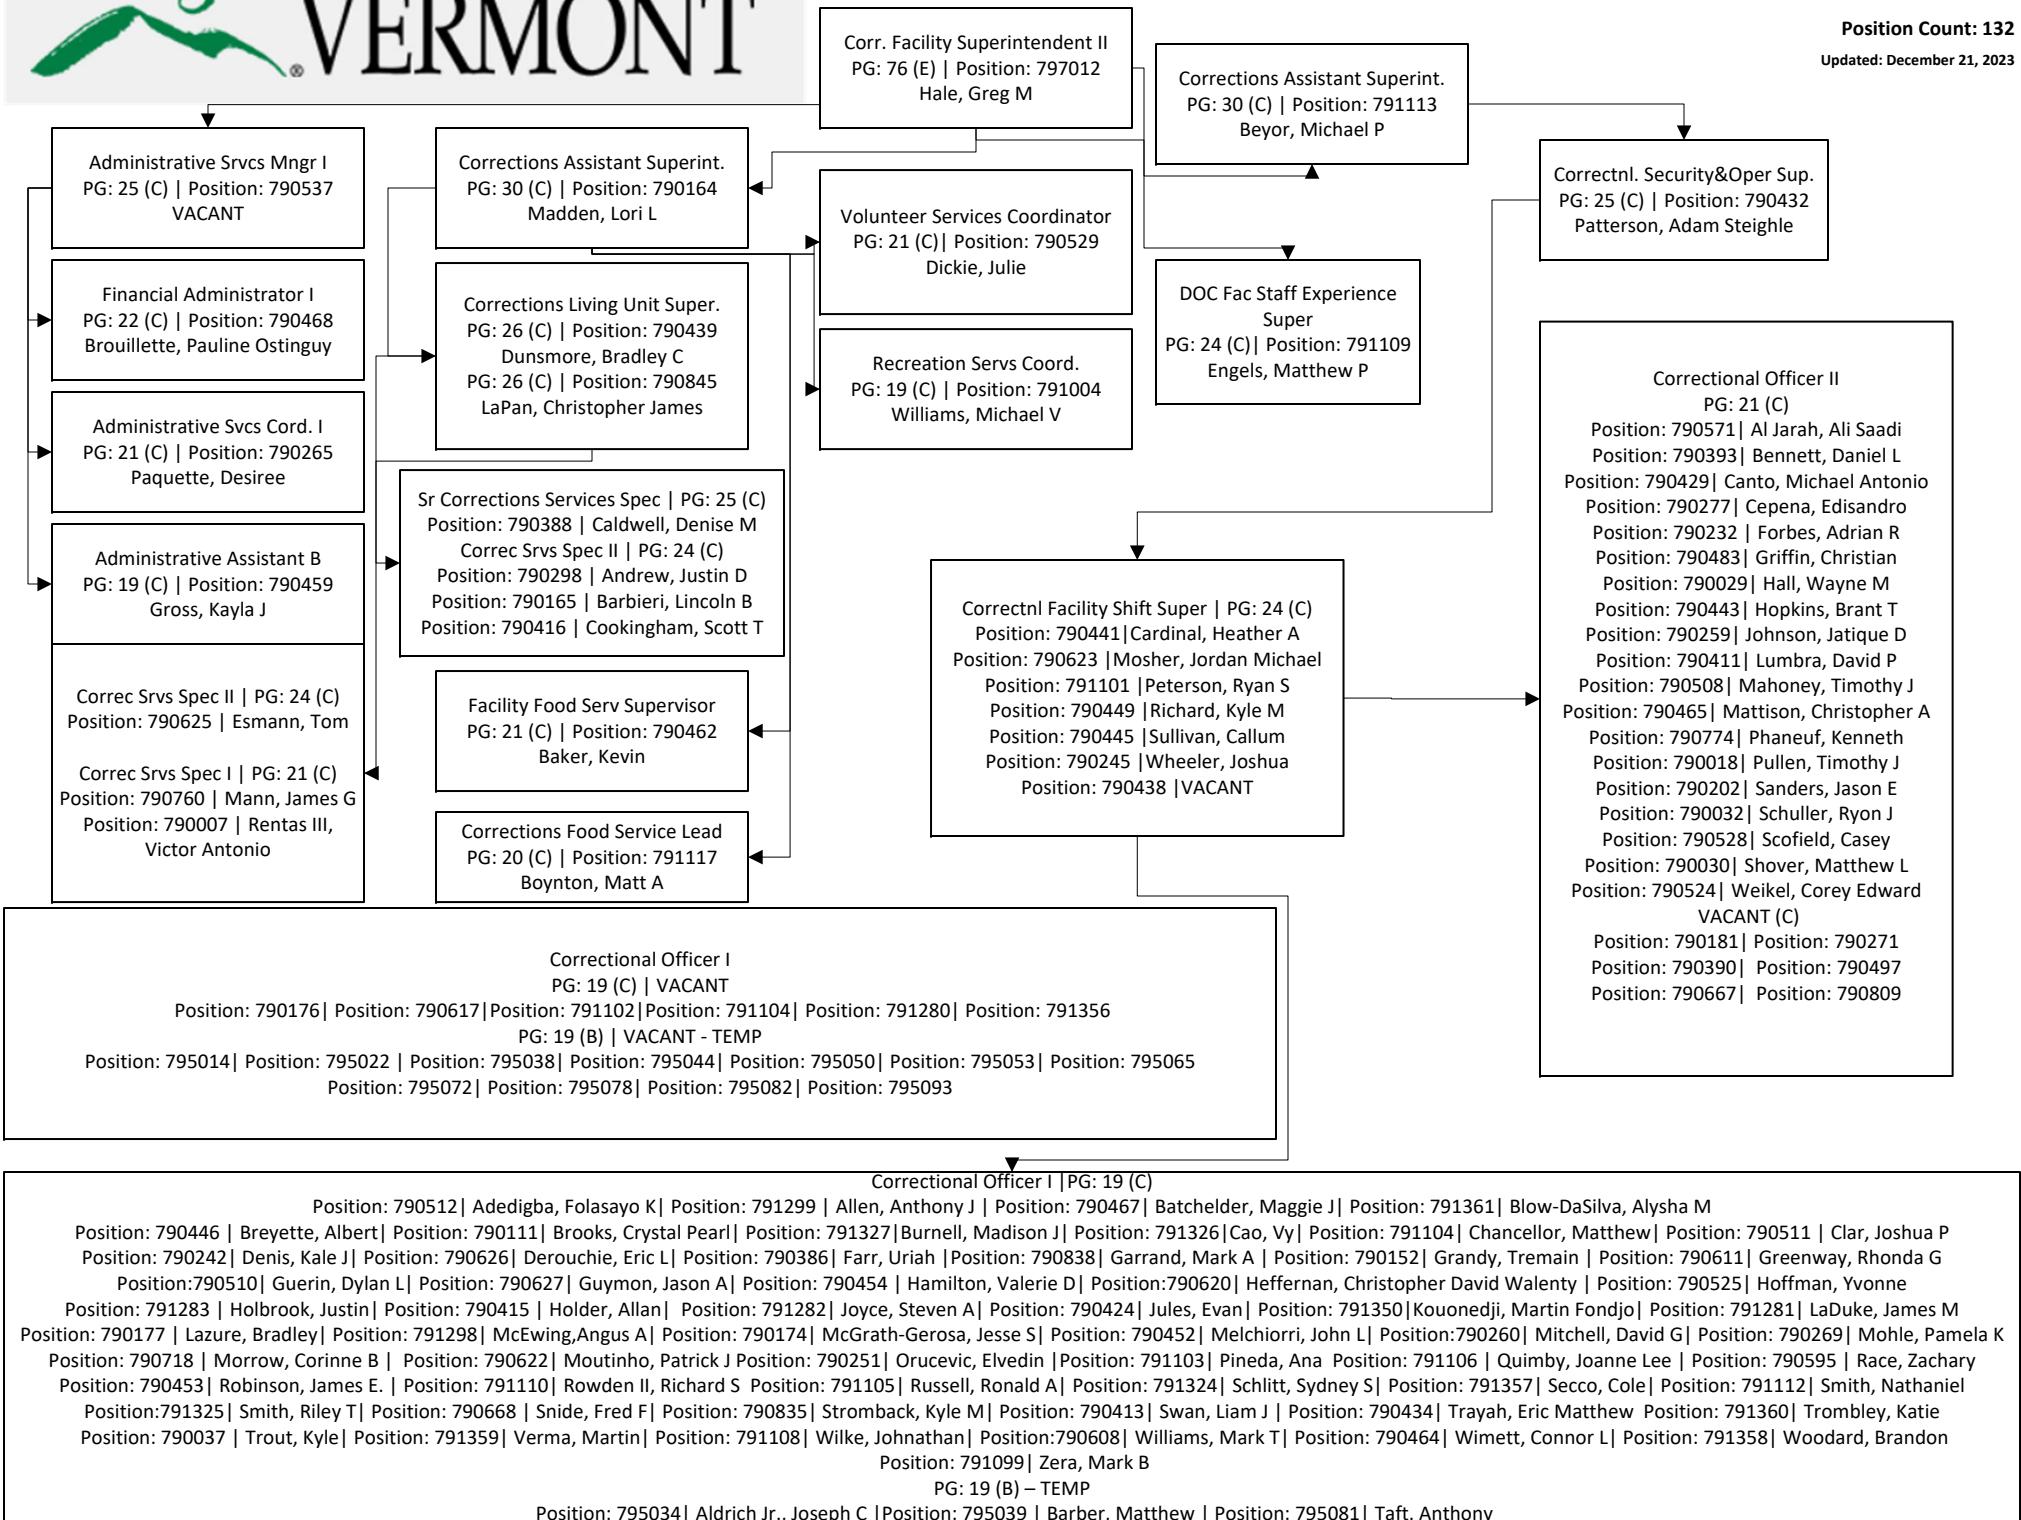 VERMONT
®
Position Count: 132
Updated: December 21, 2023
Corr. Facility Superintendent II
PG: 76 (E) | Position: 797012
Hale, Greg M
Corrections Assistant Superint.
PG: 30 (C) | Position: 791113
Beyor, Michael P
Administrative Srvcs Mngr I
PG: 25 (C) | Position: 790537
VACANT
Corrections Assistant Superint.
PG: 30 (C) | Position: 790164
Madden, Lori L
Correctnl. Security&Oper Sup.
PG: 25 (C) | Position: 790432
Patterson, Adam Steighle
Volunteer Services Coordinator
PG: 21 (C)| Position: 790529
Dickie, Julie
Financial Administrator I
PG: 22 (C) | Position: 790468
Brouillette, Pauline Ostinguy
Corrections Living Unit Super.
PG: 26 (C) | Position: 790439
Dunsmore, Bradley C
PG: 26 (C) | Position: 790845
LaPan, Christopher James
DOC Fac Staff Experience
Super
PG: 24 (C)| Position: 791109
Engels, Matthew P
Recreation Servs Coord.
PG: 19 (C) | Position: 791004
Williams, Michael V
Administrative Svcs Cord. I
PG: 21 (C) | Position: 790265
Paquette, Desiree
Sr Corrections Services Spec | PG: 25 (C)
Position: 790388 | Caldwell, Denise M
Correc Srvs Spec II | PG: 24 (C)
Position: 790298 | Andrew, Justin D
Position: 790165 | Barbieri, Lincoln B
Position: 790416 | Cookingham, Scott T
Administrative Assistant B
PG: 19 (C) | Position: 790459
Gross, Kayla J
Correc Srvs Spec II | PG: 24 (C)
Position: 790625 | Esmann, Tom
Correc Srvs Spec I | PG: 21 (C)
Position: 790760 | Mann, James G
Position: 790007 | Rentas III,
Victor Antonio
Facility Food Serv Supervisor
PG: 21 (C) | Position: 790462
Baker, Kevin
Corrections Food Service Lead
PG: 20 (C) | Position: 791117
Boynton, Matt A
Correctnl Facility Shift Super | PG: 24 (C)
Position: 790441|Cardinal, Heather A
Position: 790623 |Mosher, Jordan Michael
Position: 791101 |Peterson, Ryan S
Position: 790449 |Richard, Kyle M
Position: 790445 |Sullivan, Callum
Position: 790245 |Wheeler, Joshua
Position: 790438 |VACANT
Correctional Officer II
PG: 21 (C)
Position: 790571| Al Jarah, Ali Saadi
Position: 790393| Bennett, Daniel L
Position: 790429| Canto, Michael Antonio
Position: 790277| Cepena, Edisandro
Position: 790232 | Forbes, Adrian R
Position: 790483| Griffin, Christian
Position: 790029| Hall, Wayne M
Position: 790443| Hopkins, Brant T
Position: 790259| Johnson, Jatique D
Position: 790411| Lumbra, David P
Position: 790508| Mahoney, Timothy J
Position: 790465| Mattison, Christopher A
Position: 790774| Phaneuf, Kenneth
Position: 790018| Pullen, Timothy J
Position: 790202| Sanders, Jason E
Position: 790032| Schuller, Ryon J
Position: 790528| Scofield, Casey
Position: 790030| Shover, Matthew L
Position: 790524| Weikel, Corey Edward
VACANT (C)
Position: 790181| Position: 790271
Position: 790390| Position: 790497
Position: 790667| Position: 790809
Correctional Officer I
PG: 19 (C) | VACANT
Position: 790176| Position: 790617|Position: 791102|Position: 791104| Position: 791280| Position: 791356
PG: 19 (B) | VACANT - TEMP
Position: 795014| Position: 795022 | Position: 795038| Position: 795044| Position: 795050| Position: 795053| Position: 795065
Position: 795072| Position: 795078| Position: 795082| Position: 795093
Correctional Officer I |PG: 19 (C)
Position: 790512| Adedigba, Folasayo K| Position: 791299 | Allen, Anthony J | Position: 790467| Batchelder, Maggie J| Position: 791361| Blow-DaSilva, Alysha M
Position: 790446 | Breyette, Albert| Position: 790111| Brooks, Crystal Pearl| Position: 791327|Burnell, Madison J| Position: 791326|Cao, Vy| Position: 791104| Chancellor, Matthew| Position: 790511 | Clar, Joshua P
Position: 790242| Denis, Kale J| Position: 790626| Derouchie, Eric L| Position: 790386| Farr, Uriah |Position: 790838| Garrand, Mark A | Position: 790152| Grandy, Tremain | Position: 790611| Greenway, Rhonda G
Position:790510| Guerin, Dylan L| Position: 790627| Guymon, Jason A| Position: 790454 | Hamilton, Valerie D| Position:790620| Heffernan, Christopher David Walenty | Position: 790525| Hoffman, Yvonne
Position: 791283 | Holbrook, Justin| Position: 790415 | Holder, Allan| Position: 791282| Joyce, Steven A| Position: 790424| Jules, Evan| Position: 791350|Kouonedji, Martin Fondjo| Position: 791281| LaDuke, James M
Position: 790177 | Lazure, Bradley| Position: 791298| McEwing,Angus A| Position: 790174| McGrath-Gerosa, Jesse S| Position: 790452| Melchiorri, John L| Position:790260| Mitchell, David G| Position: 790269| Mohle, Pamela K
Position: 790718 | Morrow, Corinne B | Position: 790622| Moutinho, Patrick J Position: 790251| Orucevic, Elvedin |Position: 791103| Pineda, Ana Position: 791106 | Quimby, Joanne Lee | Position: 790595 | Race, Zachary
Position: 790453| Robinson, James E. | Position: 791110| Rowden II, Richard S Position: 791105| Russell, Ronald A| Position: 791324| Schlitt, Sydney S| Position: 791357| Secco, Cole| Position: 791112| Smith, Nathaniel
Position:791325| Smith, Riley T| Position: 790668 | Snide, Fred F| Position: 790835| Stromback, Kyle M| Position: 790413| Swan, Liam J | Position: 790434| Trayah, Eric Matthew Position: 791360| Trombley, Katie
Position: 790037 | Trout, Kyle| Position: 791359| Verma, Martin| Position: 791108| Wilke, Johnathan| Position:790608| Williams, Mark T| Position: 790464| Wimett, Connor L| Position: 791358| Woodard, Brandon
Position: 791099| Zera, Mark B
PG: 19 (B) – TEMP
Position: 795034| Aldrich Jr., Joseph C |Position: 795039 | Barber, Matthew | Position: 795081| Taft, Anthony